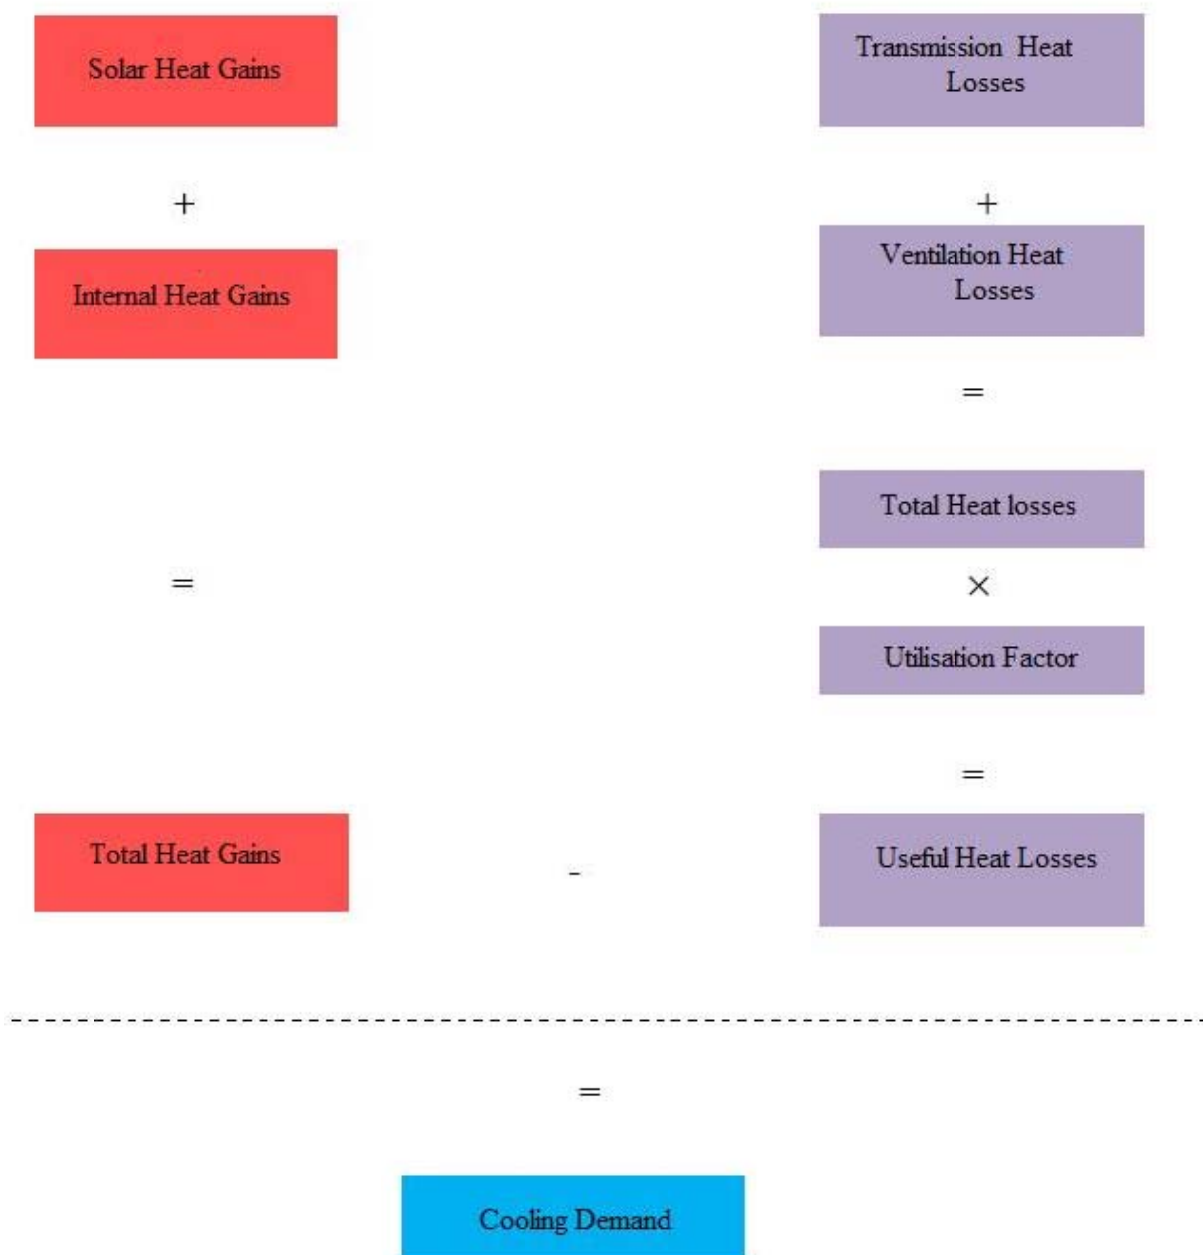 Solar Heat Gains
+
Internal Heat Gains
=
Total Heat Gains
-
Transmission Heat
Losses
+
Ventilation Heat
Losses
=
Total Heat losses
×
Utilisation Factor
=
Useful Heat Losses
=
Cooling Demand